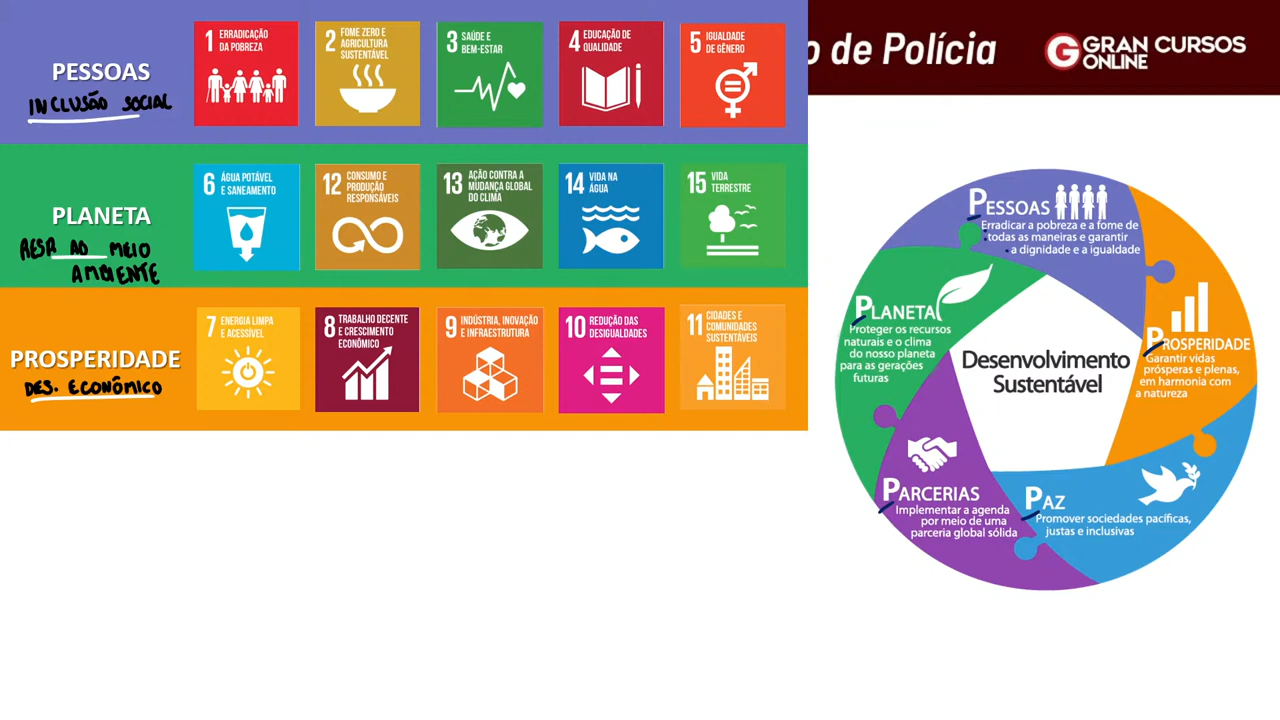 PESSOAS
INCLUSÃO SOCIAL
1 ERRADICAÇÃO
DA POBREZA
2 FOME ZERO E
AGRICULTURA
SUSTENTÁVEL
3 SAÚDE E
BEM-ESTAR
4 EDUCAÇÃO DE
QUALIDADE
5 IGUALDADE
DE GÊNERO
PLANETA
RESP AO MEIO
AMBIENTE
6 ÁGUA POTÁVEL
E SANEAMENTO
12 CONSUMO E
PRODUÇÃO
RESPONSÁVEIS
13 AÇÃO CONTRA A
MUDANÇA GLOBAL
DO CLIMA
14 VIDA NA
ÁGUA
15 VIDA
TERRESTRE
PROSPERIDADE
DES. ECONÔMICO
7 ENERGIA LIMPA
E ACESSÍVEL
8 TRABALHO DECENTE
E CRESCIMENTO
ECONÔMICO
9 INDÚSTRIA, INOVAÇÃO
E INFRAESTRUTURA
10 REDUÇÃO DAS
DESIGUALDADES
11 CIDADES E
COMUNIDADES
SUSTENTÁVEIS
o de Polícia
GRAN CURSOS
ONLINE
PESSOAS
Erradicar a pobreza e a fome de
todas as maneiras e garantir
a dignidade e a igualdade
PLANETA
Proteger os recursos
naturais e o clima
do nosso planeta
para as gerações
futuras
PROSPERIDADE
Garantir vidas
prósperas e plenas,
em harmonia com
a natureza
Desenvolvimento
Sustentável
PARCERIAS
Implementar a agenda
por meio de uma
parceria global sólida
PAZ
Promover sociedades pacíficas,
justas e inclusivas